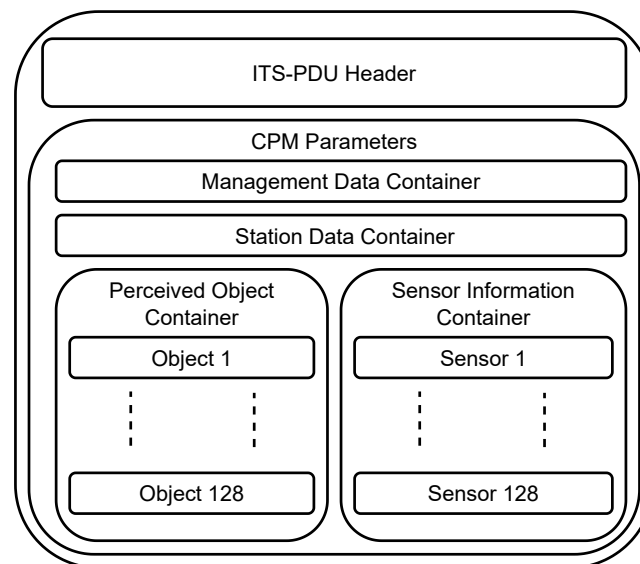 ITS-PDU Header
CPM Parameters
Management Data Container
Station Data Container
Perceived Object
Container
Object 1
Object 128
Sensor Information
Container
Sensor 1
Sensor 128